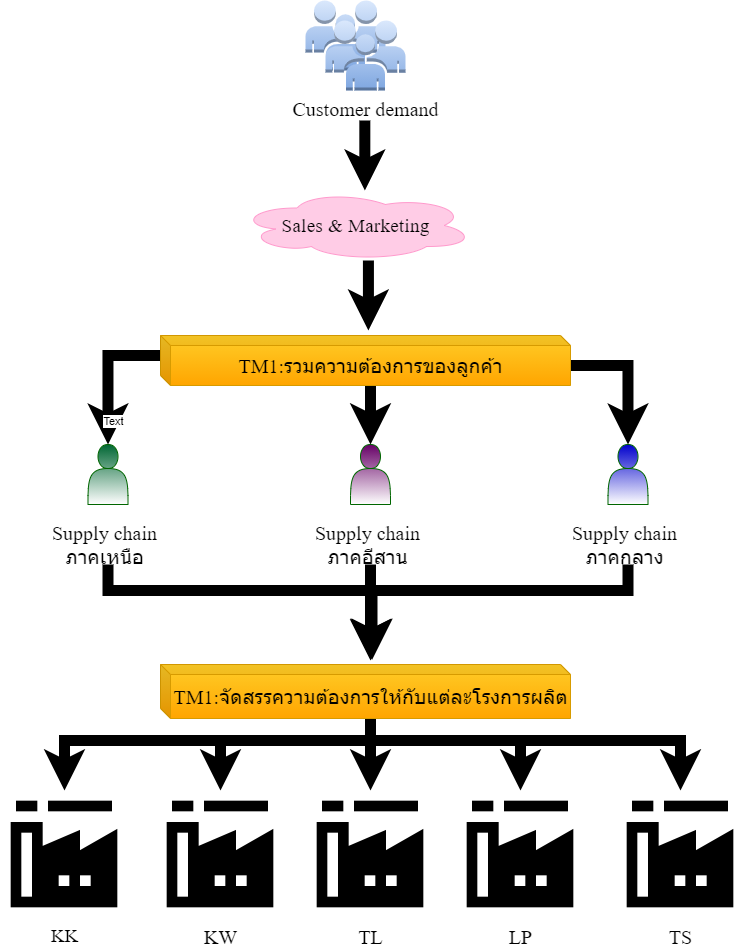 Customer demand
Sales & Marketing
TM1:รวมความต้องการของลูกค้า
Text
Supply chain
ภาคเหนือ
Supply chain
ภาคอีสาน
Supply chain
ภาคกลาง
TM1:จัดสรรความต้องการให้กับแต่ละโรงการผลิต
KK
KW
TL
LP
TS